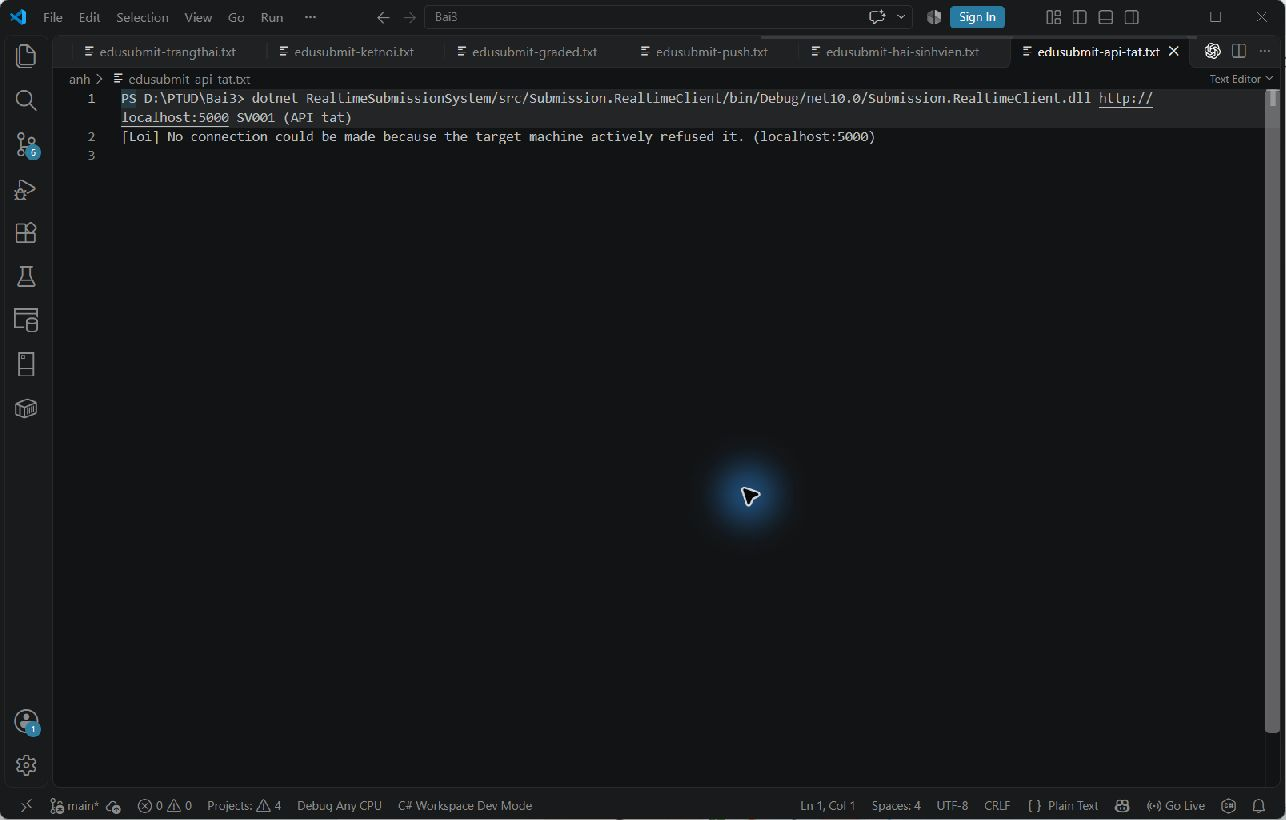 File Edit Selection View Go Run ··· Bai3 Sign In
edusubmit-trangthai.txt edusubmit-ketnoi.txt edusubmit-graded.txt edusubmit-push.txt edusubmit-hai-sinhvien.txt edusubmit-api-tat.txt
anh > edusubmit-api-tat.txt Text Editor
1 PS D:\PTUD\Bai3> dotnet RealtimeSubmissionSystem/src/Submission.RealtimeClient/bin/Debug/net10.0/Submission.RealtimeClient.dll http://
localhost:5000 SV001 (API tat)
2 [Loi] No connection could be made because the target machine actively refused it. (localhost:5000)
3
5
1
main* 0 0 Projects: 4 Debug Any CPU C# Workspace Dev Mode Ln 1, Col 1 Spaces: 4 UTF-8 CRLF {} Plain Text Go Live